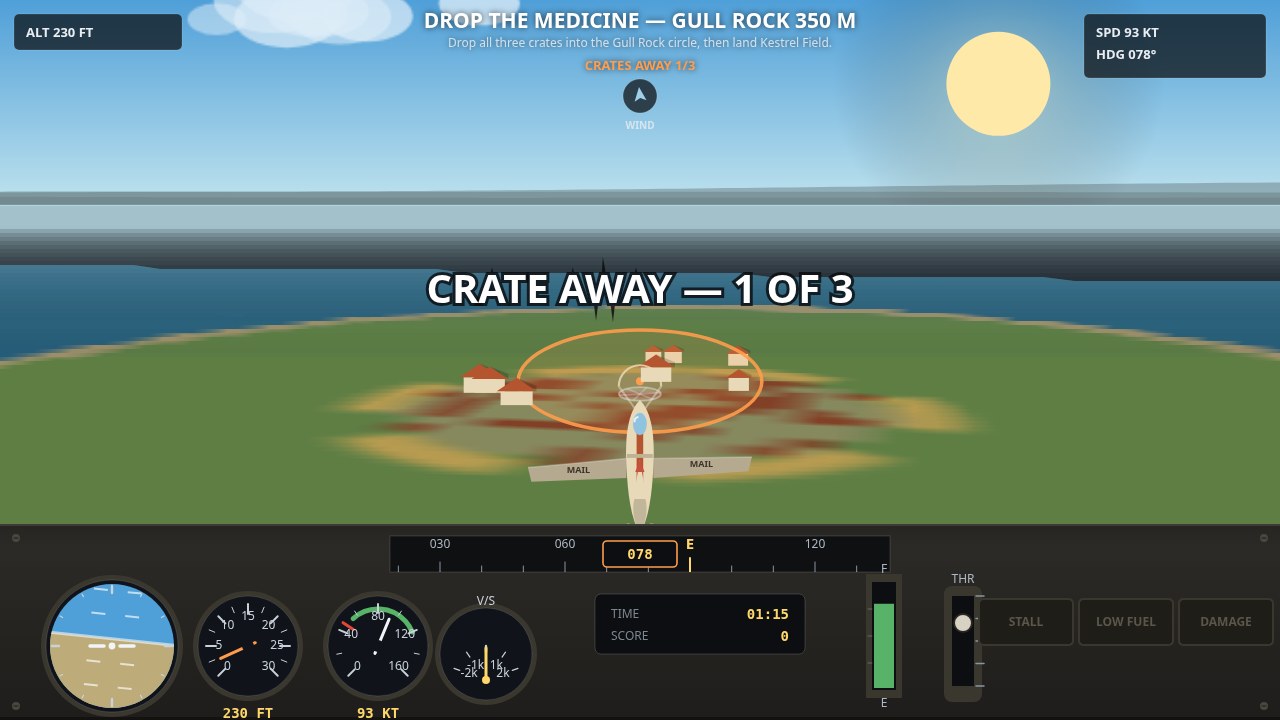 ALT 230 FT
DROP THE MEDICINE — GULL ROCK 350 M
Drop all three crates into the Gull Rock circle, then land Kestrel Field.
CRATES AWAY 1/3
WIND
SPD 93 KT
HDG 078°
CRATE AWAY — 1 OF 3
MAIL
MAIL
030
060
078
E
120
0
5
10
15
20
25
30
230 FT
0
40
80
120
160
93 KT
V/S
-2k
-1k
1k
2k
TIME 01:15
SCORE 0
F
E
THR
STALL
LOW FUEL
DAMAGE